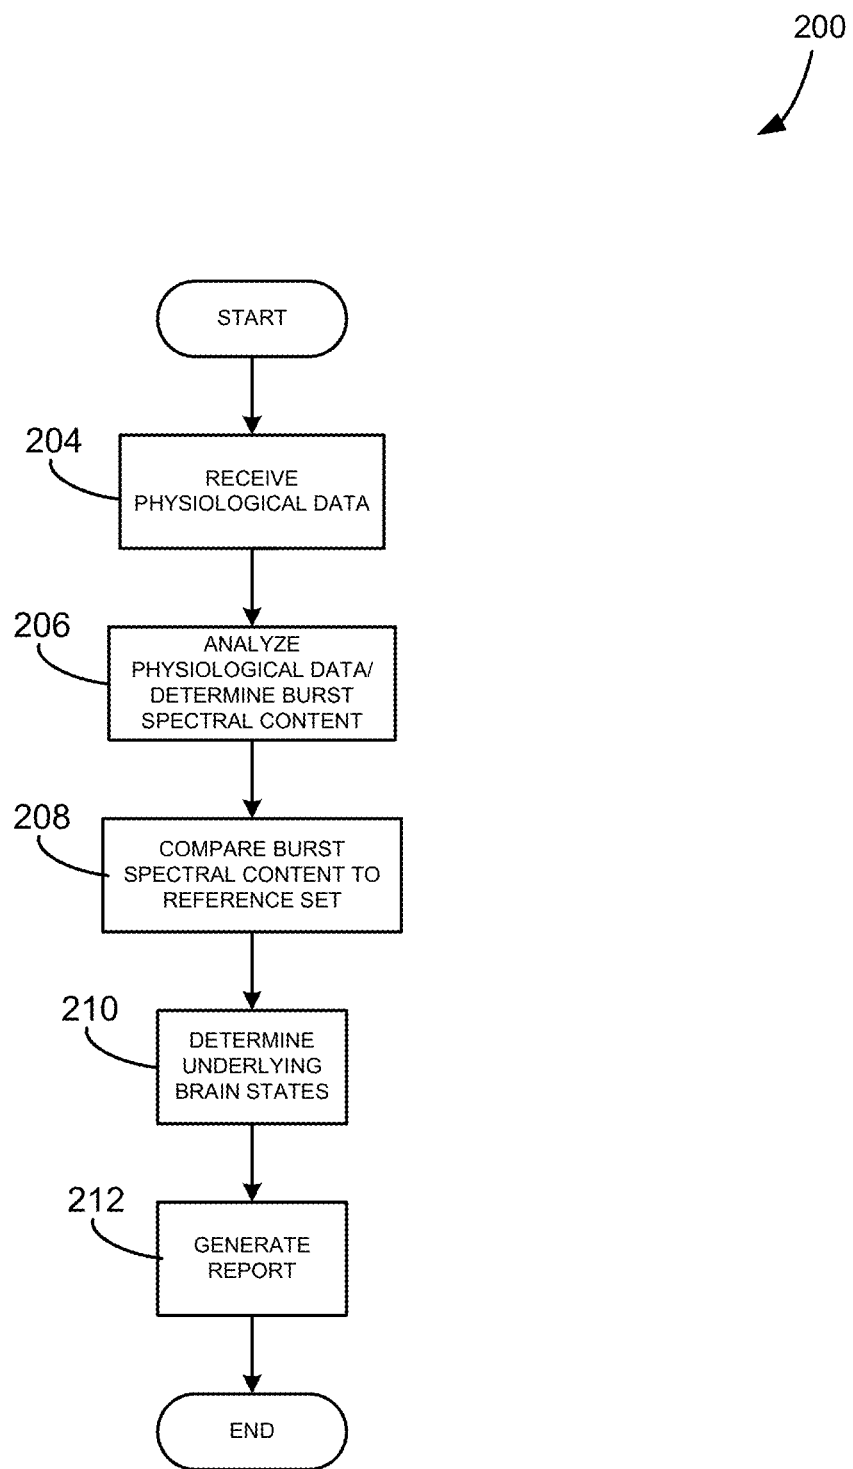 200
START
204
RECEIVE
PHYSIOLOGICAL DATA
206
ANALYZE
PHYSIOLOGICAL DATA/
DETERMINE BURST
SPECTRAL CONTENT
208
COMPARE BURST
SPECTRAL CONTENT TO
REFERENCE SET
210
DETERMINE
UNDERLYING
BRAIN STATES
212
GENERATE
REPORT
END